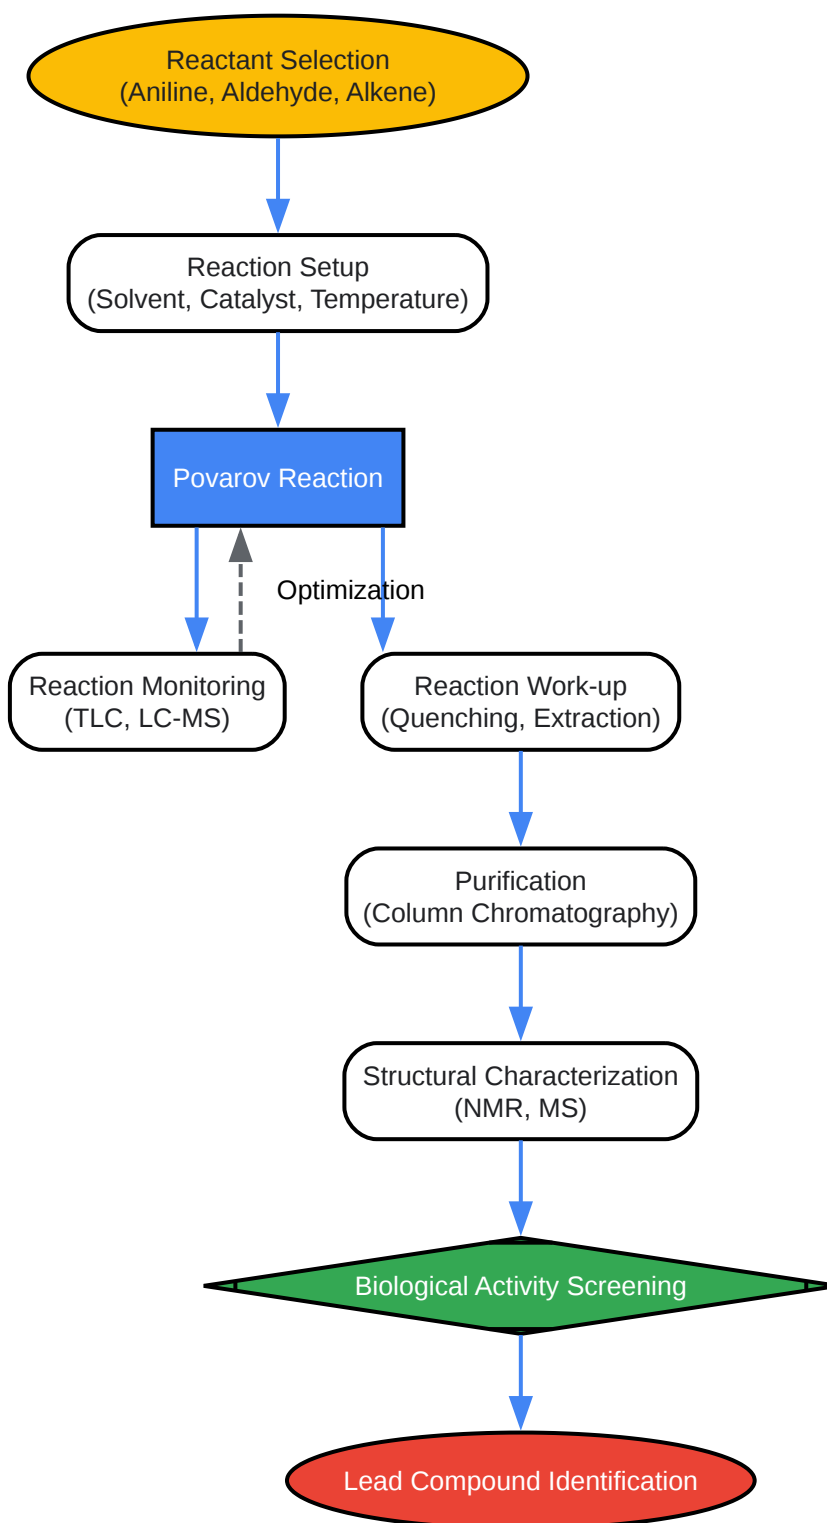 Reactant Selection
(Aniline, Aldehyde, Alkene)
Reaction Setup
(Solvent, Catalyst, Temperature)
Povarov Reaction
Optimization
Reaction Monitoring
(TLC, LC-MS)
Reaction Work-up
(Quenching, Extraction)
Purification
(Column Chromatography)
Structural Characterization
(NMR, MS)
Biological Activity Screening
Lead Compound Identification